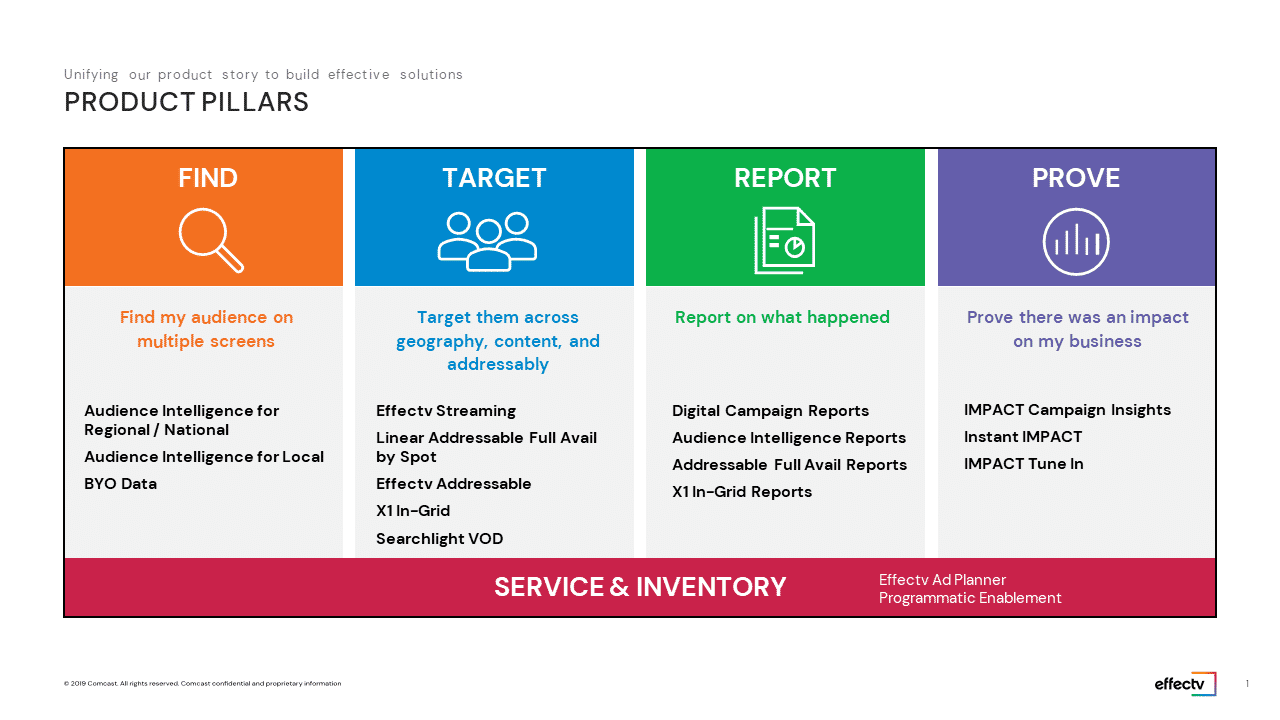 Unifying our product story to build effective solutions
PRODUCT PILLARS
FIND
Find my audience on
multiple screens
Audience Intelligence for
Regional / National
Audience Intelligence for Local
BYO Data
TARGET
Target them across
geography, content, and
addressably
Effectv Streaming
Linear Addressable Full Avail
by Spot
Effectv Addressable
X1 In-Grid
Searchlight VOD
REPORT
Report on what happened
Digital Campaign Reports
Audience Intelligence Reports
Addressable Full Avail Reports
X1 In-Grid Reports
PROVE
Prove there was an impact
on my business
IMPACT Campaign Insights
Instant IMPACT
IMPACT Tune In
SERVICE & INVENTORY
Effectv Ad Planner
Programmatic Enablement
© 2019 Comcast. All rights reserved. Comcast confidential and proprietary information
effectv
1